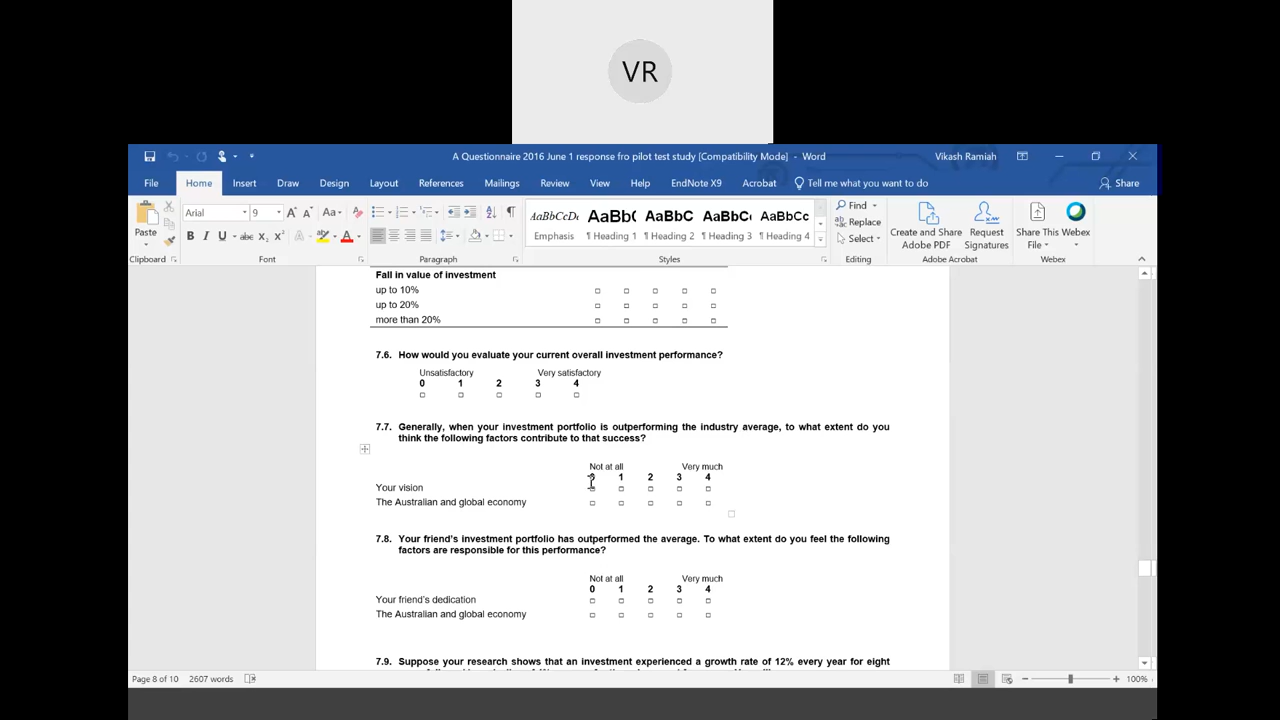 VR
A Questionnaire 2016 June 1 response fro pilot test study [Compatibility Mode] - Word
Vikash Ramiah
File Home Insert Draw Design Layout References Mailings Review View Help EndNote X9 Acrobat Tell me what you want to do Share
Paste
Arial 9
AaBbCcDc AaBbC AaBbC AaBbCc AaBbCc
Emphasis ¶ Heading 1 ¶ Heading 2 ¶ Heading 3 ¶ Heading 4
Find
Replace
Select
Create and Share Adobe PDF
Request Signatures
Share This File
Webex
Clipboard Font Paragraph Styles Editing Adobe Acrobat Webex
Fall in value of investment
up to 10%
up to 20%
more than 20%
7.6. How would you evaluate your current overall investment performance?
Unsatisfactory Very satisfactory
0 1 2 3 4
7.7. Generally, when your investment portfolio is outperforming the industry average, to what extent do you
think the following factors contribute to that success?
Not at all Very much
0 1 2 3 4
Your vision
The Australian and global economy
7.8. Your friend's investment portfolio has outperformed the average. To what extent do you feel the following
factors are responsible for this performance?
Not at all Very much
0 1 2 3 4
Your friend's dedication
The Australian and global economy
7.9. Suppose your research shows that an investment experienced a growth rate of 12% every year for eight
Page 8 of 10 2607 words 100%